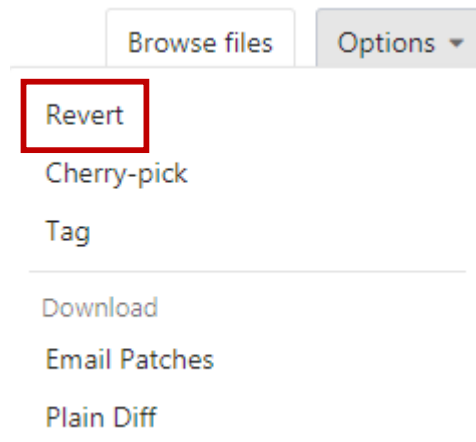 Browse files Options
Revert
Cherry-pick
Tag
Download
Email Patches
Plain Diff